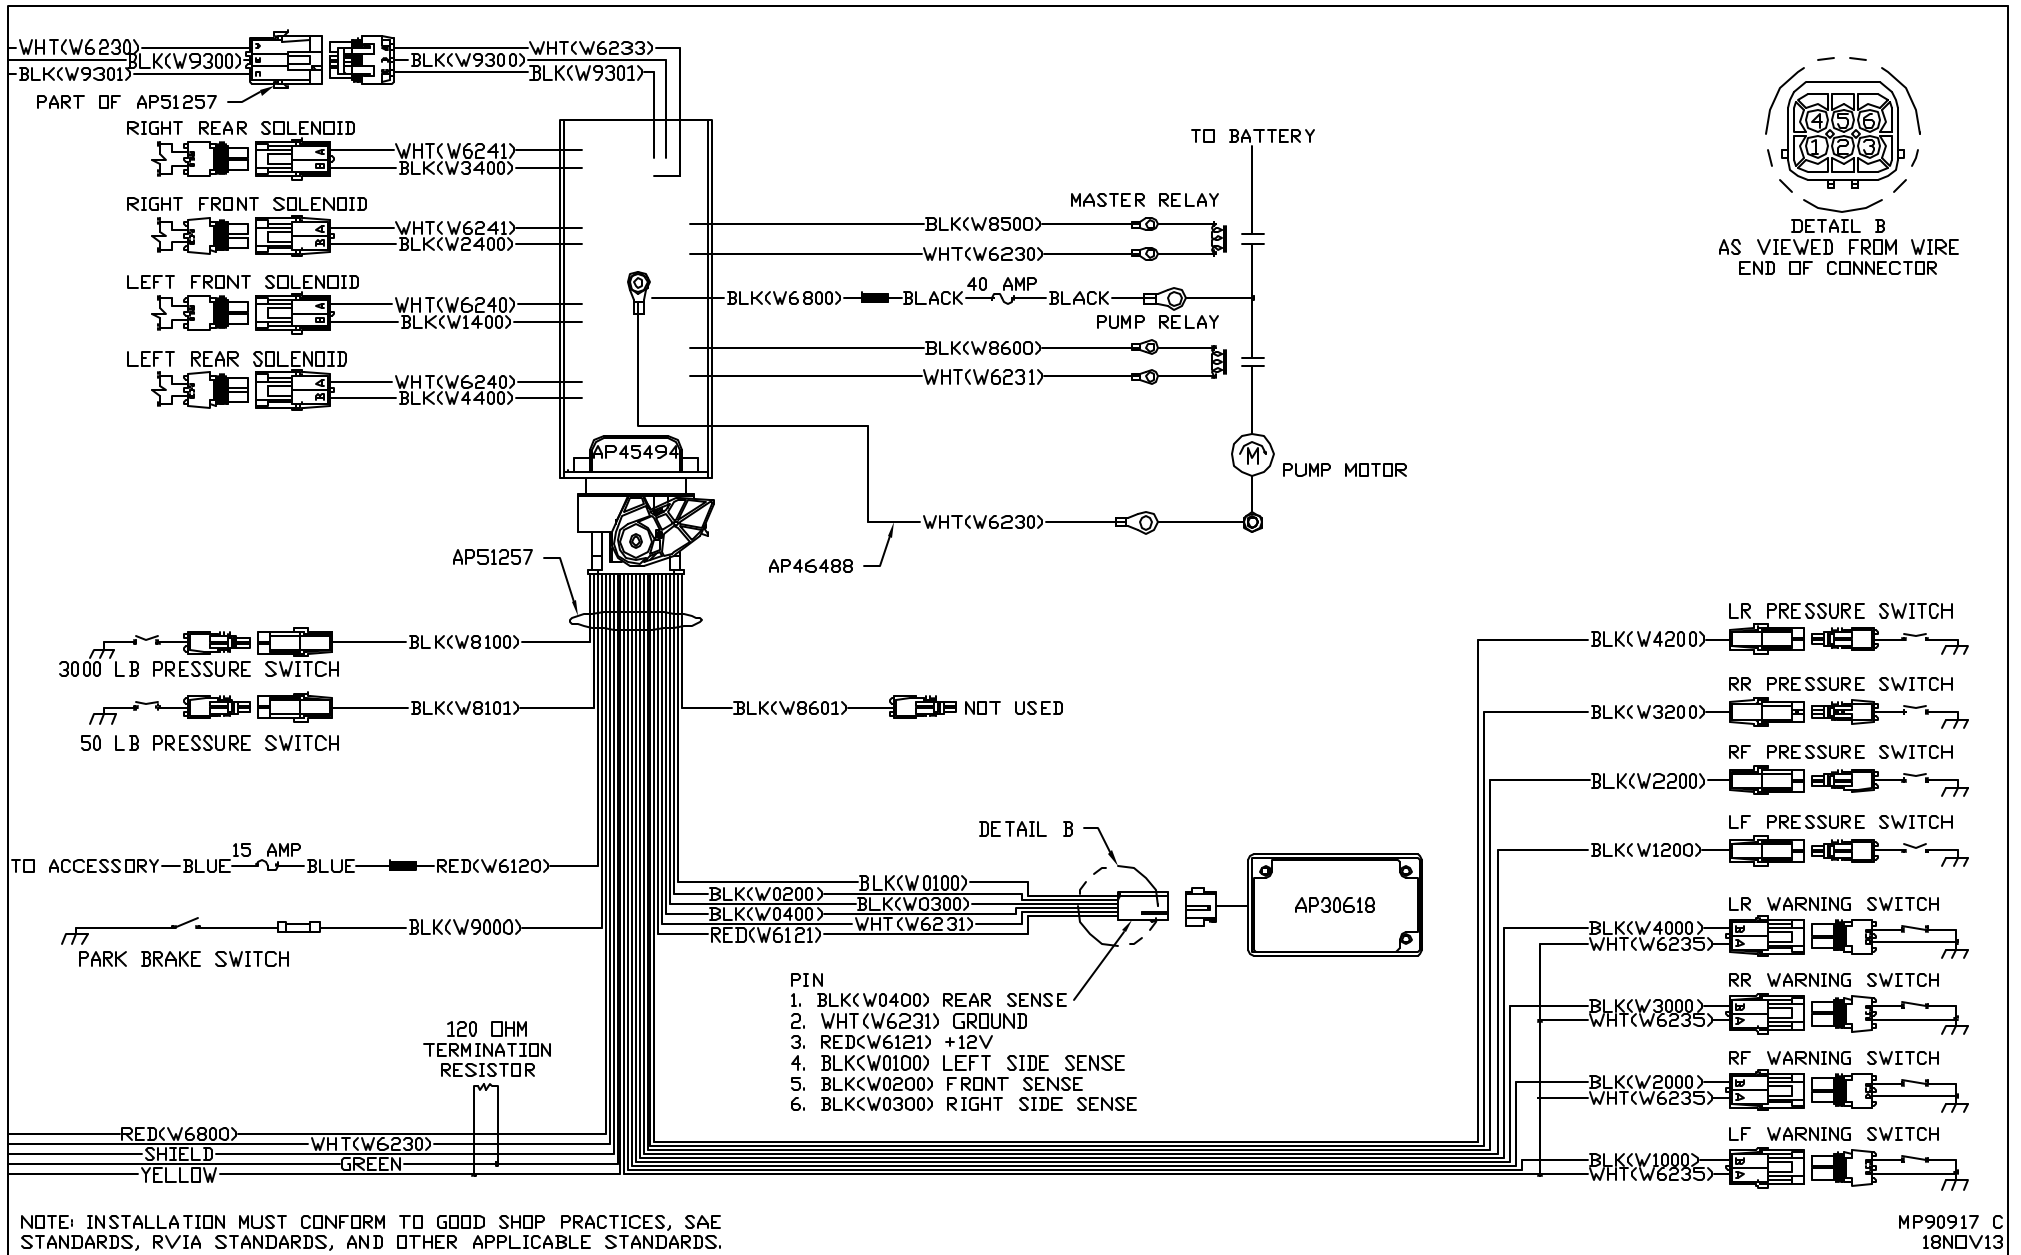 WHT(W6230)
BLK(W9300)
BLK(W9301)
WHT(W6233)
BLK(W9300)
BLK(W9301)
PART OF AP51257
RIGHT REAR SOLENOID
A
B
WHT(W6241)
BLK(W3400)
RIGHT FRONT SOLENOID
A
B
WHT(W6241)
BLK(W2400)
LEFT FRONT SOLENOID
A
B
WHT(W6240)
BLK(W1400)
LEFT REAR SOLENOID
A
B
WHT(W6240)
BLK(W4400)
AP45494
TO BATTERY
MASTER RELAY
BLK(W8500)
WHT(W6230)
BLK(W6800)
BLACK
40 AMP
BLACK
PUMP RELAY
BLK(W8600)
WHT(W6231)
M
PUMP MOTOR
WHT(W6230)
AP46488
4 5 6
1 2 3
DETAIL B
AS VIEWED FROM WIRE
END OF CONNECTOR
AP51257
BLK(W8100)
3000 LB PRESSURE SWITCH
BLK(W8101)
50 LB PRESSURE SWITCH
BLK(W8601)
NOT USED
TO ACCESSORY
BLUE
15 AMP
BLUE
RED(W6120)
BLK(W9000)
PARK BRAKE SWITCH
DETAIL B
BLK(W0100)
BLK(W0200)
BLK(W0300)
BLK(W0400)
WHT(W6231)
RED(W6121)
AP30618
PIN
1. BLK(W0400) REAR SENSE
2. WHT(W6231) GROUND
3. RED(W6121) +12V
4. BLK(W0100) LEFT SIDE SENSE
5. BLK(W0200) FRONT SENSE
6. BLK(W0300) RIGHT SIDE SENSE
120 OHM
TERMINATION
RESISTOR
RED(W6800)
WHT(W6230)
SHIELD
GREEN
YELLOW
LR PRESSURE SWITCH
BLK(W4200)
RR PRESSURE SWITCH
BLK(W3200)
RF PRESSURE SWITCH
BLK(W2200)
LF PRESSURE SWITCH
BLK(W1200)
LR WARNING SWITCH
BLK(W4000)
WHT(W6235)
B
A
RR WARNING SWITCH
BLK(W3000)
WHT(W6235)
B
A
RF WARNING SWITCH
BLK(W2000)
WHT(W6235)
B
A
LF WARNING SWITCH
BLK(W1000)
WHT(W6235)
B
A
NOTE: INSTALLATION MUST CONFORM TO GOOD SHOP PRACTICES, SAE
STANDARDS, RVIA STANDARDS, AND OTHER APPLICABLE STANDARDS.
MP90917 C
18NOV13